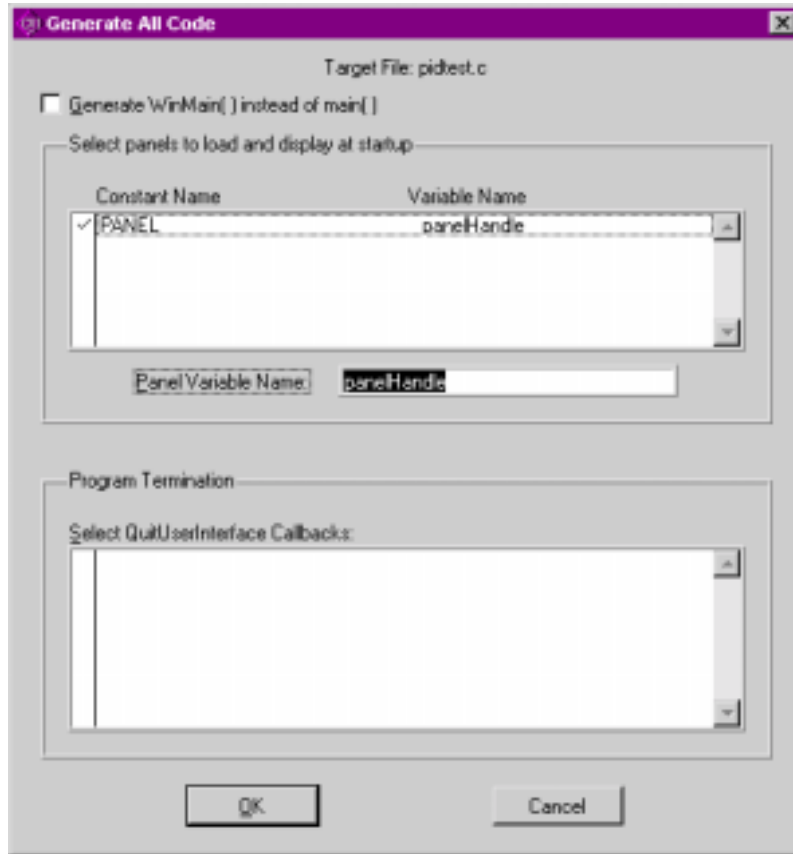 Generate All Code
Target File: pidtest.c
Generate WinMain( ) instead of main( )
Select panels to load and display at startup
Constant Name Variable Name
PANEL panelHandle
Panel Variable Name: panelHandle
Program Termination
Select QuitUserInterface Callbacks:
OK Cancel